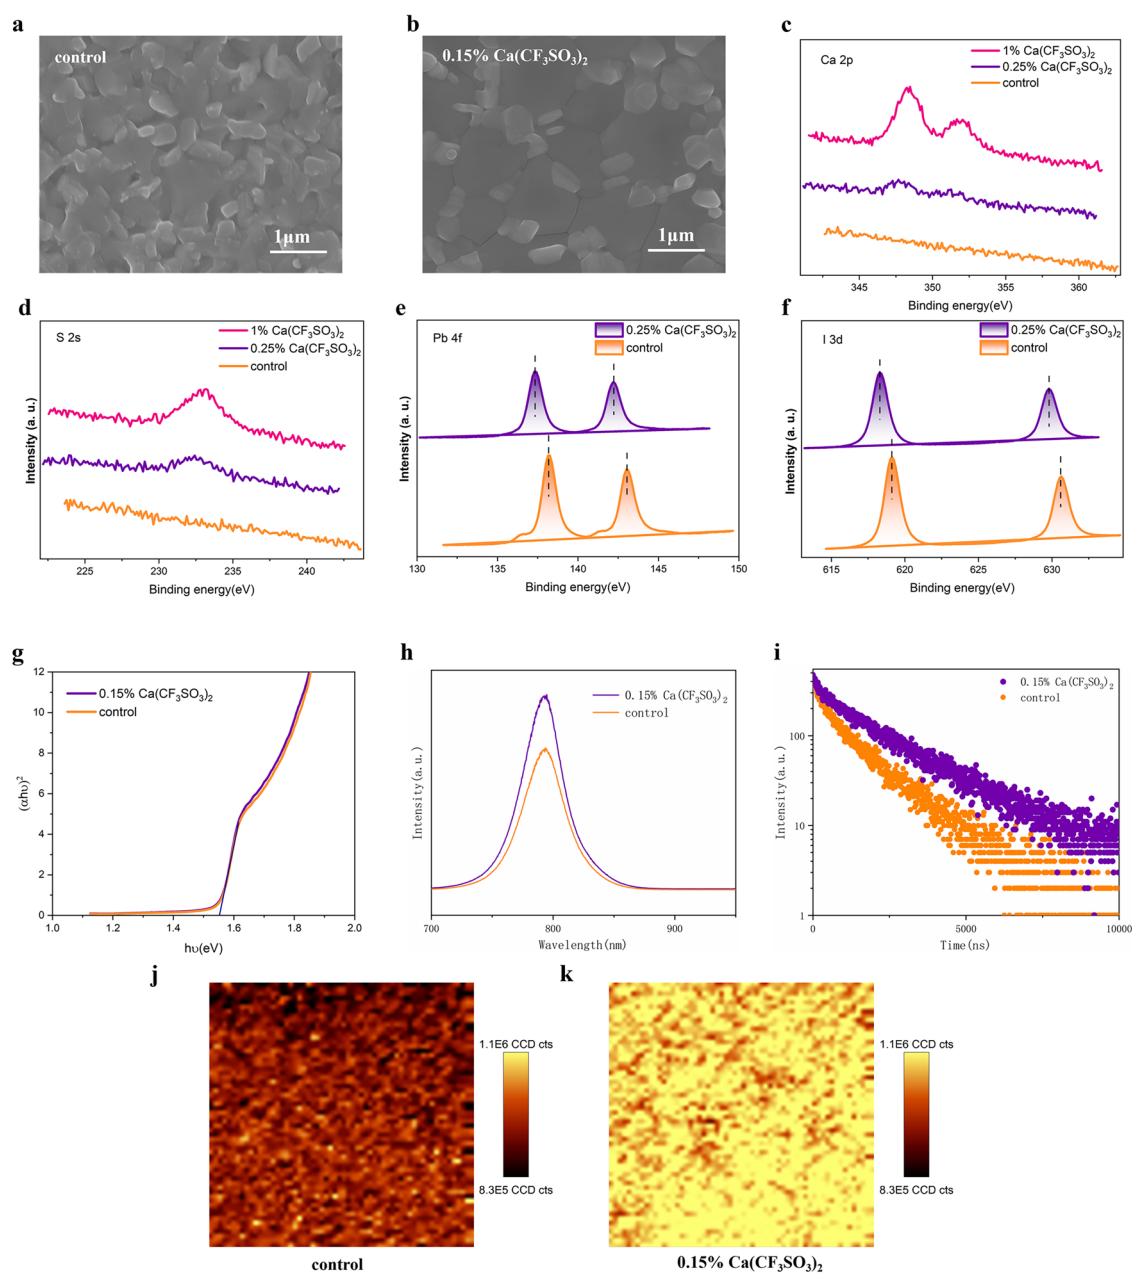 a
control
1μm
b
0.15% Ca(CF₃SO₃)₂
1μm
c
Ca 2p
1% Ca(CF₃SO₃)₂
0.25% Ca(CF₃SO₃)₂
control
345 350 355 360
Binding energy(eV)
d
S 2s
1% Ca(CF₃SO₃)₂
0.25% Ca(CF₃SO₃)₂
control
Intensity (a. u.)
225 230 235 240
Binding energy(eV)
e
Pb 4f
0.25% Ca(CF₃SO₃)₂
control
Intensity (a. u.)
130 135 140 145 150
Binding energy(eV)
f
I 3d
0.25% Ca(CF₃SO₃)₂
control
Intensity (a. u.)
615 620 625 630
Binding energy(eV)
g
12
10
8
6
4
2
0
(αhυ)²
0.15% Ca(CF₃SO₃)₂
control
1.0 1.2 1.4 1.6 1.8 2.0
hυ(eV)
h
0.15% Ca(CF₃SO₃)₂
control
Intensity(a.u.)
700 800 900
Wavelength(nm)
i
0.15% Ca(CF₃SO₃)₂
control
Intensity(a.u.)
100
10
1
0 5000 10000
Time(ns)
j
1.1E6 CCD cts
8.3E5 CCD cts
control
k
1.1E6 CCD cts
8.3E5 CCD cts
0.15% Ca(CF₃SO₃)₂